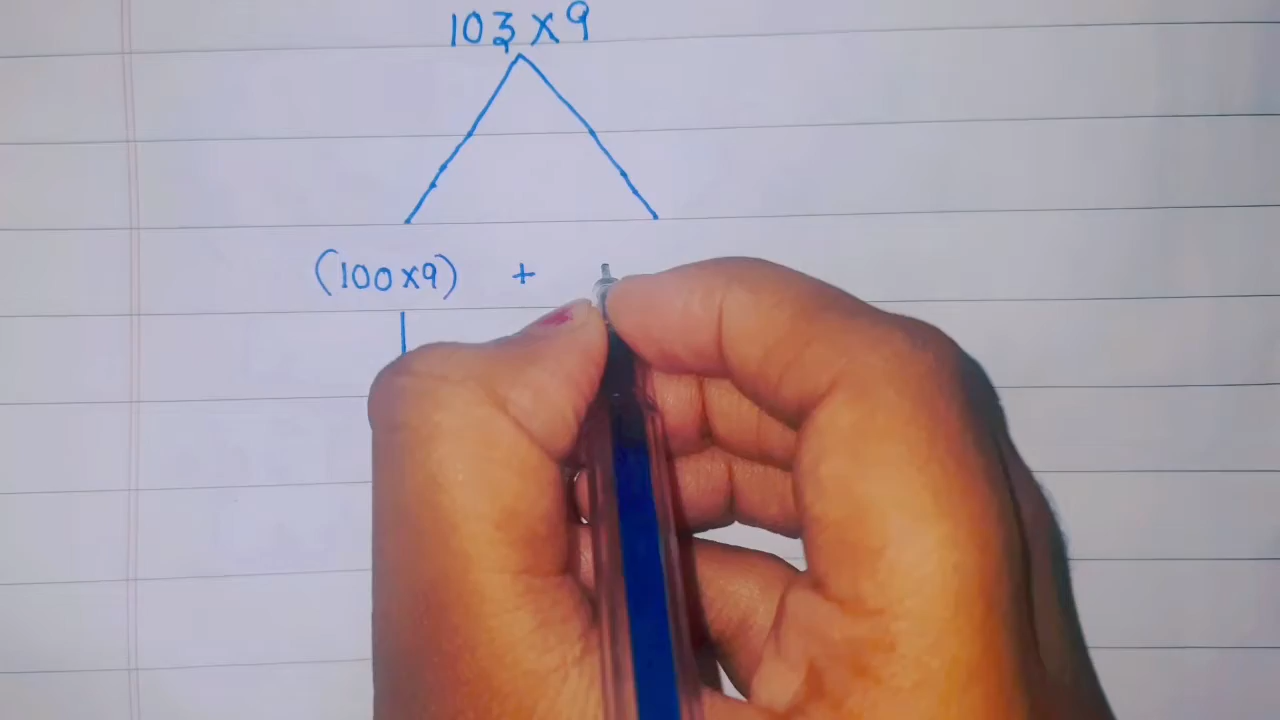 103 × 9
(100 × 9) +